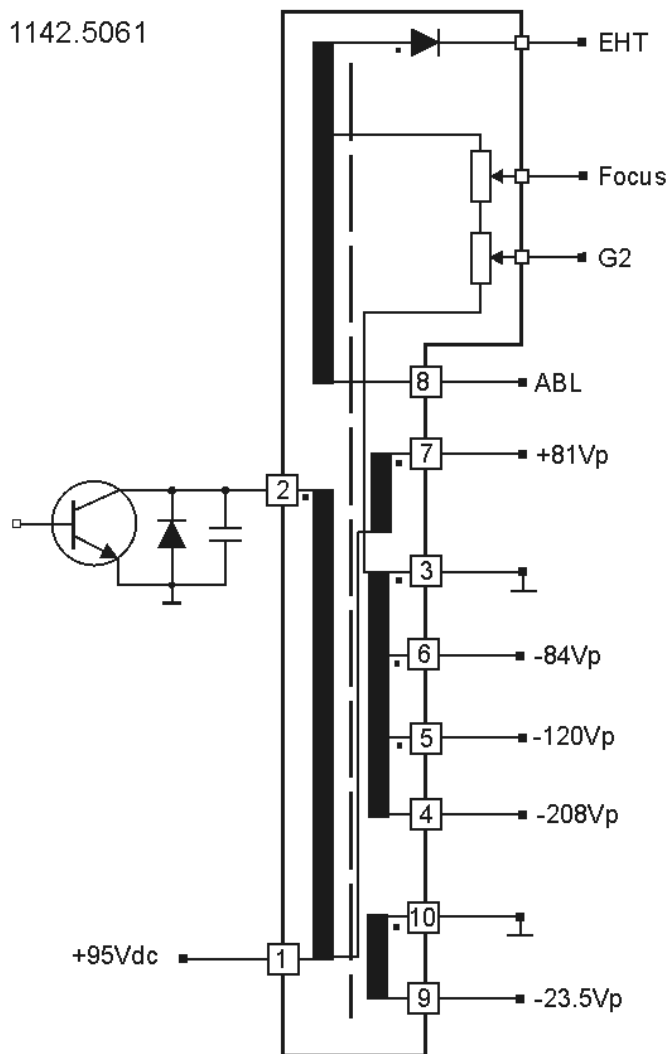 1142.5061
EHT
Focus
G2
8 ABL
7 +81Vp
2
3
6 -84Vp
5 -120Vp
4 -208Vp
10
+95Vdc 1
9 -23.5Vp